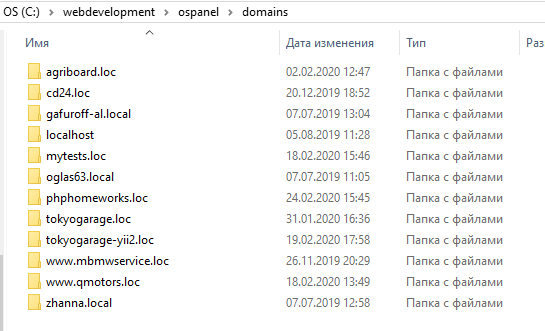 OS (C:) > webdevelopment > ospanel > domains
Имя Дата изменения Тип Раз
agriboard.loc 02.02.2020 12:47 Папка с файлами
cd24.loc 20.12.2019 18:52 Папка с файлами
gafuroff-al.local 07.07.2019 13:04 Папка с файлами
localhost 05.08.2019 11:28 Папка с файлами
mytests.loc 18.02.2020 15:46 Папка с файлами
oglas63.local 07.07.2019 11:05 Папка с файлами
phphomeworks.loc 24.02.2020 15:45 Папка с файлами
tokyogarage.loc 31.01.2020 16:36 Папка с файлами
tokyogarage-yii2.loc 19.02.2020 17:58 Папка с файлами
www.mbmwservice.loc 26.11.2019 20:29 Папка с файлами
www.qmotors.loc 18.02.2020 13:49 Папка с файлами
zhanna.local 07.07.2019 12:58 Папка с файлами